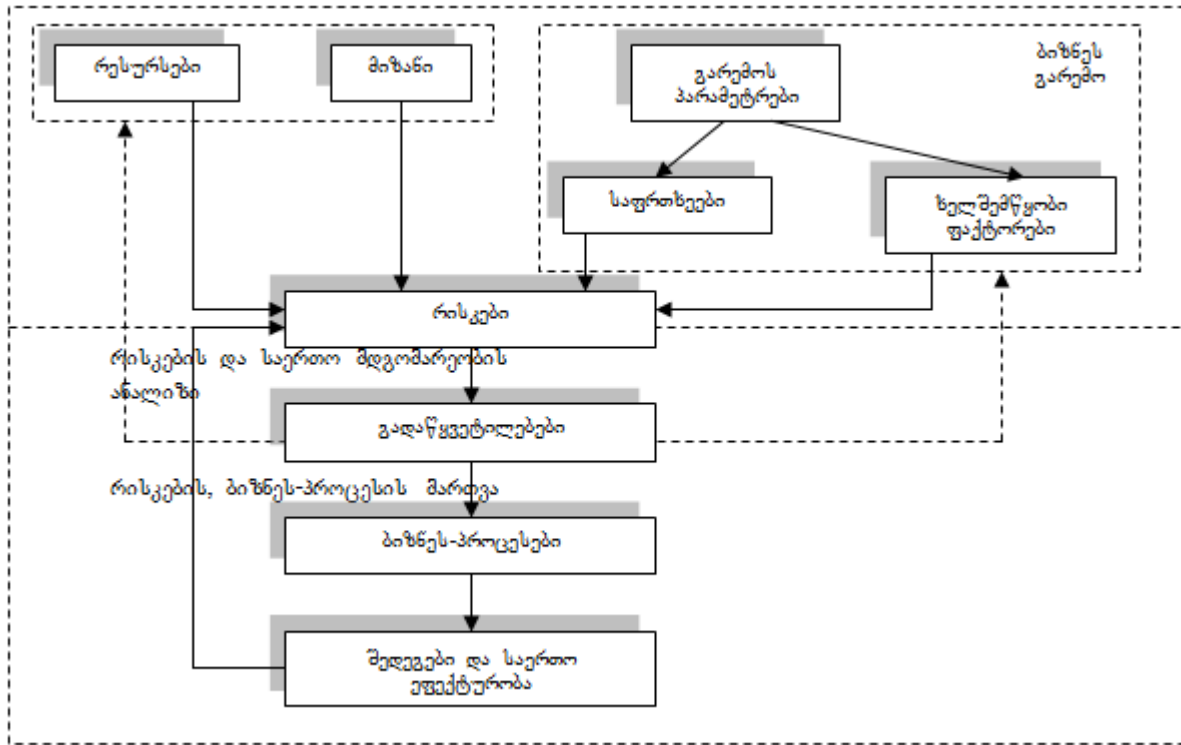 რესურსები
მიზანი
გარემოს
პარამეტრები
ბიზნეს
გარემო
საფრთხეები
ხელშემწყობი
ფაქტორები
რისკები
რისკების და საერთო მდგომარეობის
ანალიზი
გადაწყვეტილებები
რისკების, ბიზნეს-პროცესის მართვა
ბიზნეს-პროცესები
შედეგები და საერთო
ეფექტურობა